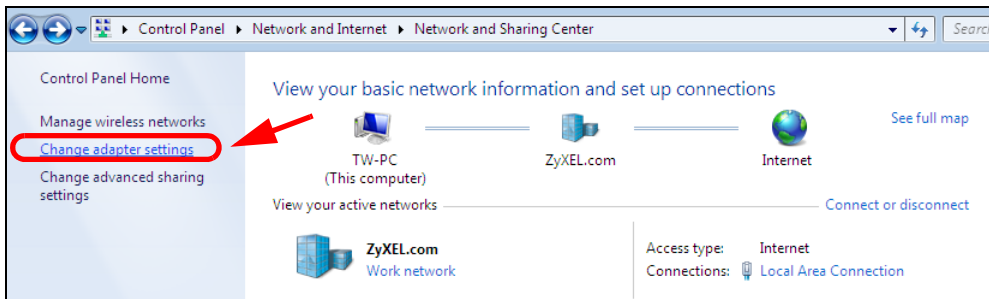 Control Panel ▸ Network and Internet ▸ Network and Sharing Center
Control Panel Home
Manage wireless networks
Change adapter settings
Change advanced sharing
settings
View your basic network information and set up connections
See full map
TW-PC
(This computer)
ZyXEL.com
Internet
View your active networks
Connect or disconnect
ZyXEL.com
Work network
Access type: Internet
Connections: Local Area Connection